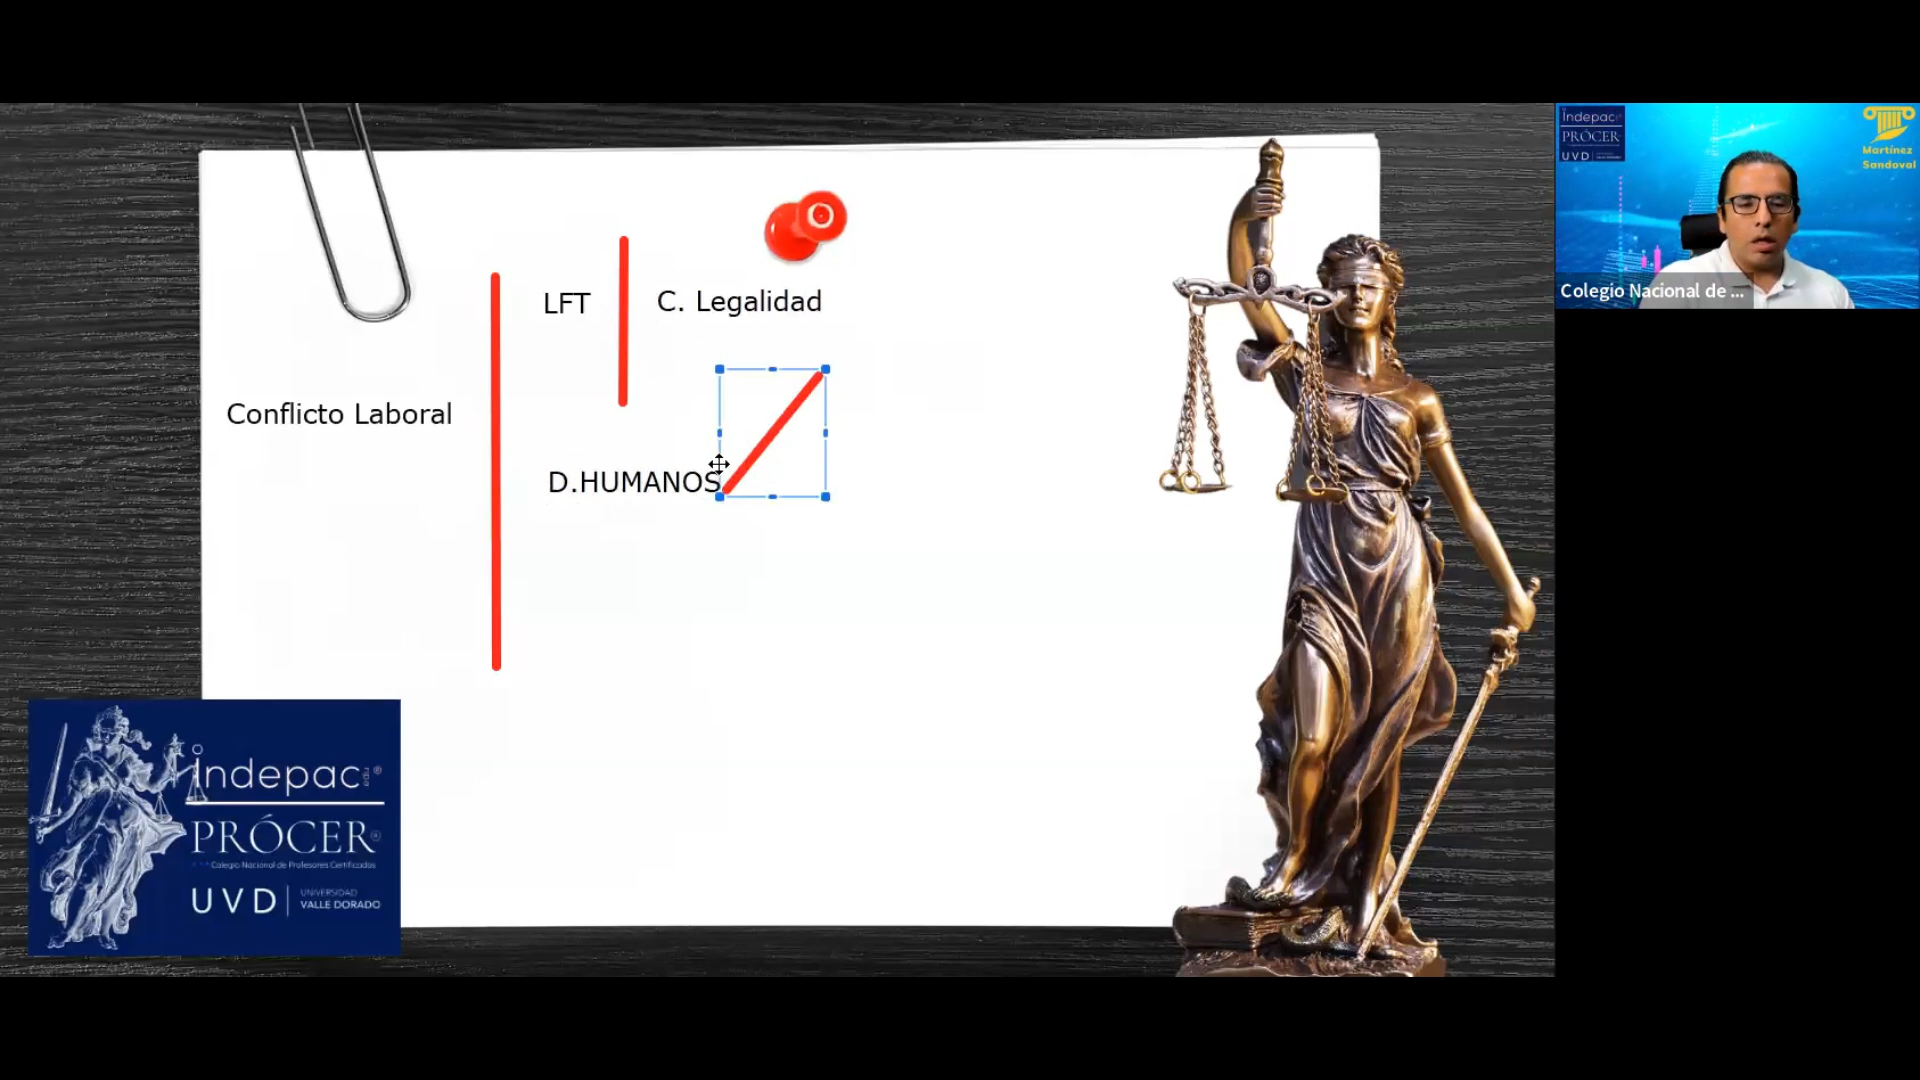 LFT
C. Legalidad
Conflicto Laboral
D.HUMANOS
indepac
PRÓCER
Colegio Nacional de Profesores Certificados
UVD
UNIVERSIDAD
VALLE DORADO
indepac
PRÓCER
UVD
Martínez
Sandoval
Colegio Nacional de ...